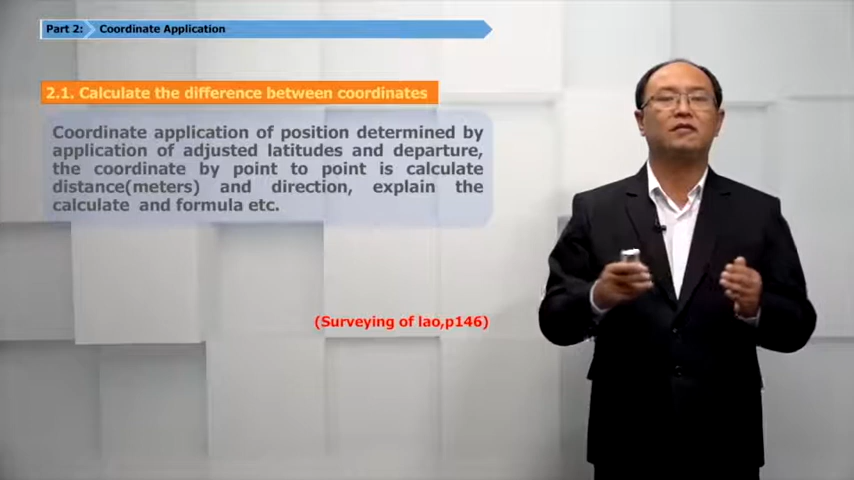 Part 2: Coordinate Application
2.1. Calculate the difference between coordinates
Coordinate application of position determined by
application of adjusted latitudes and departure,
the coordinate by point to point is calculate
distance(meters) and direction, explain the
calculate and formula etc.
(Surveying of lao,p146)